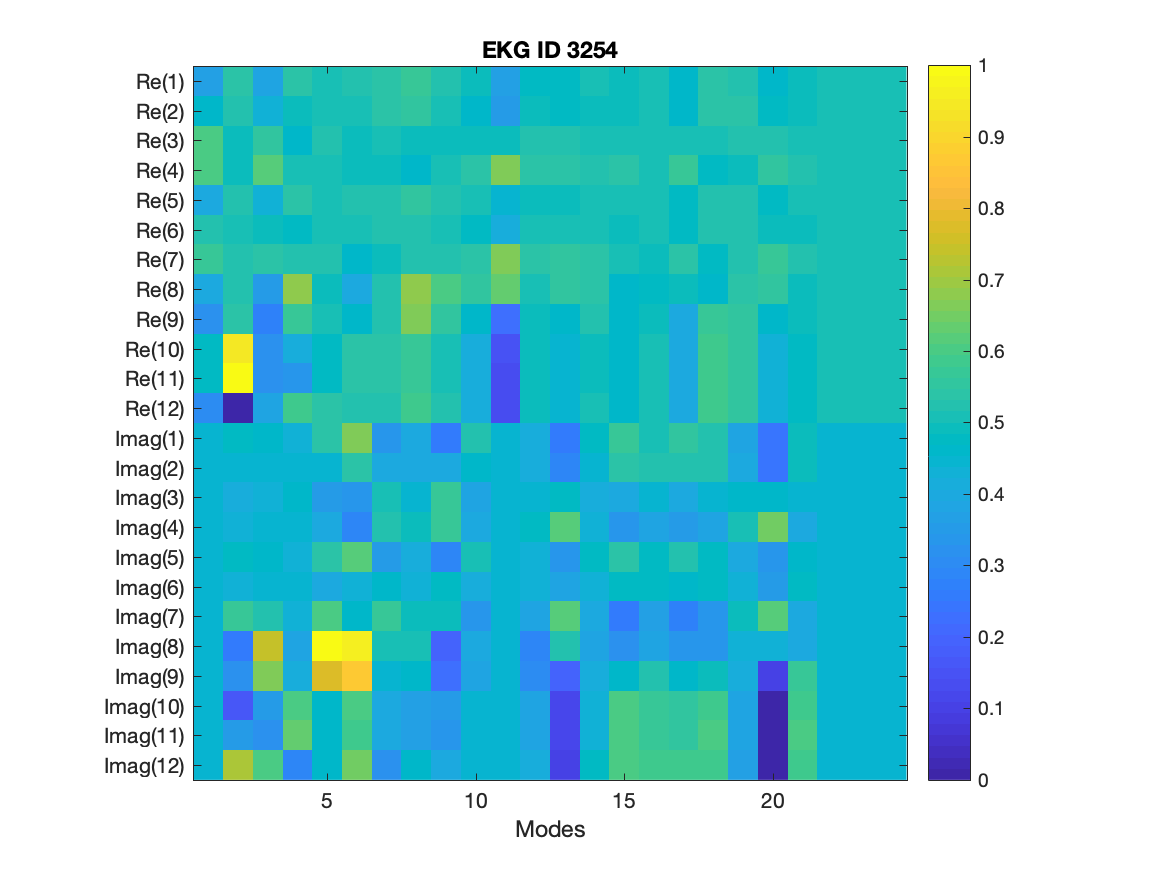 EKG ID 3254
Re(1)
Re(2)
Re(3)
Re(4)
Re(5)
Re(6)
Re(7)
Re(8)
Re(9)
Re(10)
Re(11)
Re(12)
Imag(1)
Imag(2)
Imag(3)
Imag(4)
Imag(5)
Imag(6)
Imag(7)
Imag(8)
Imag(9)
Imag(10)
Imag(11)
Imag(12)
5 10 15 20
Modes
1
0.9
0.8
0.7
0.6
0.5
0.4
0.3
0.2
0.1
0